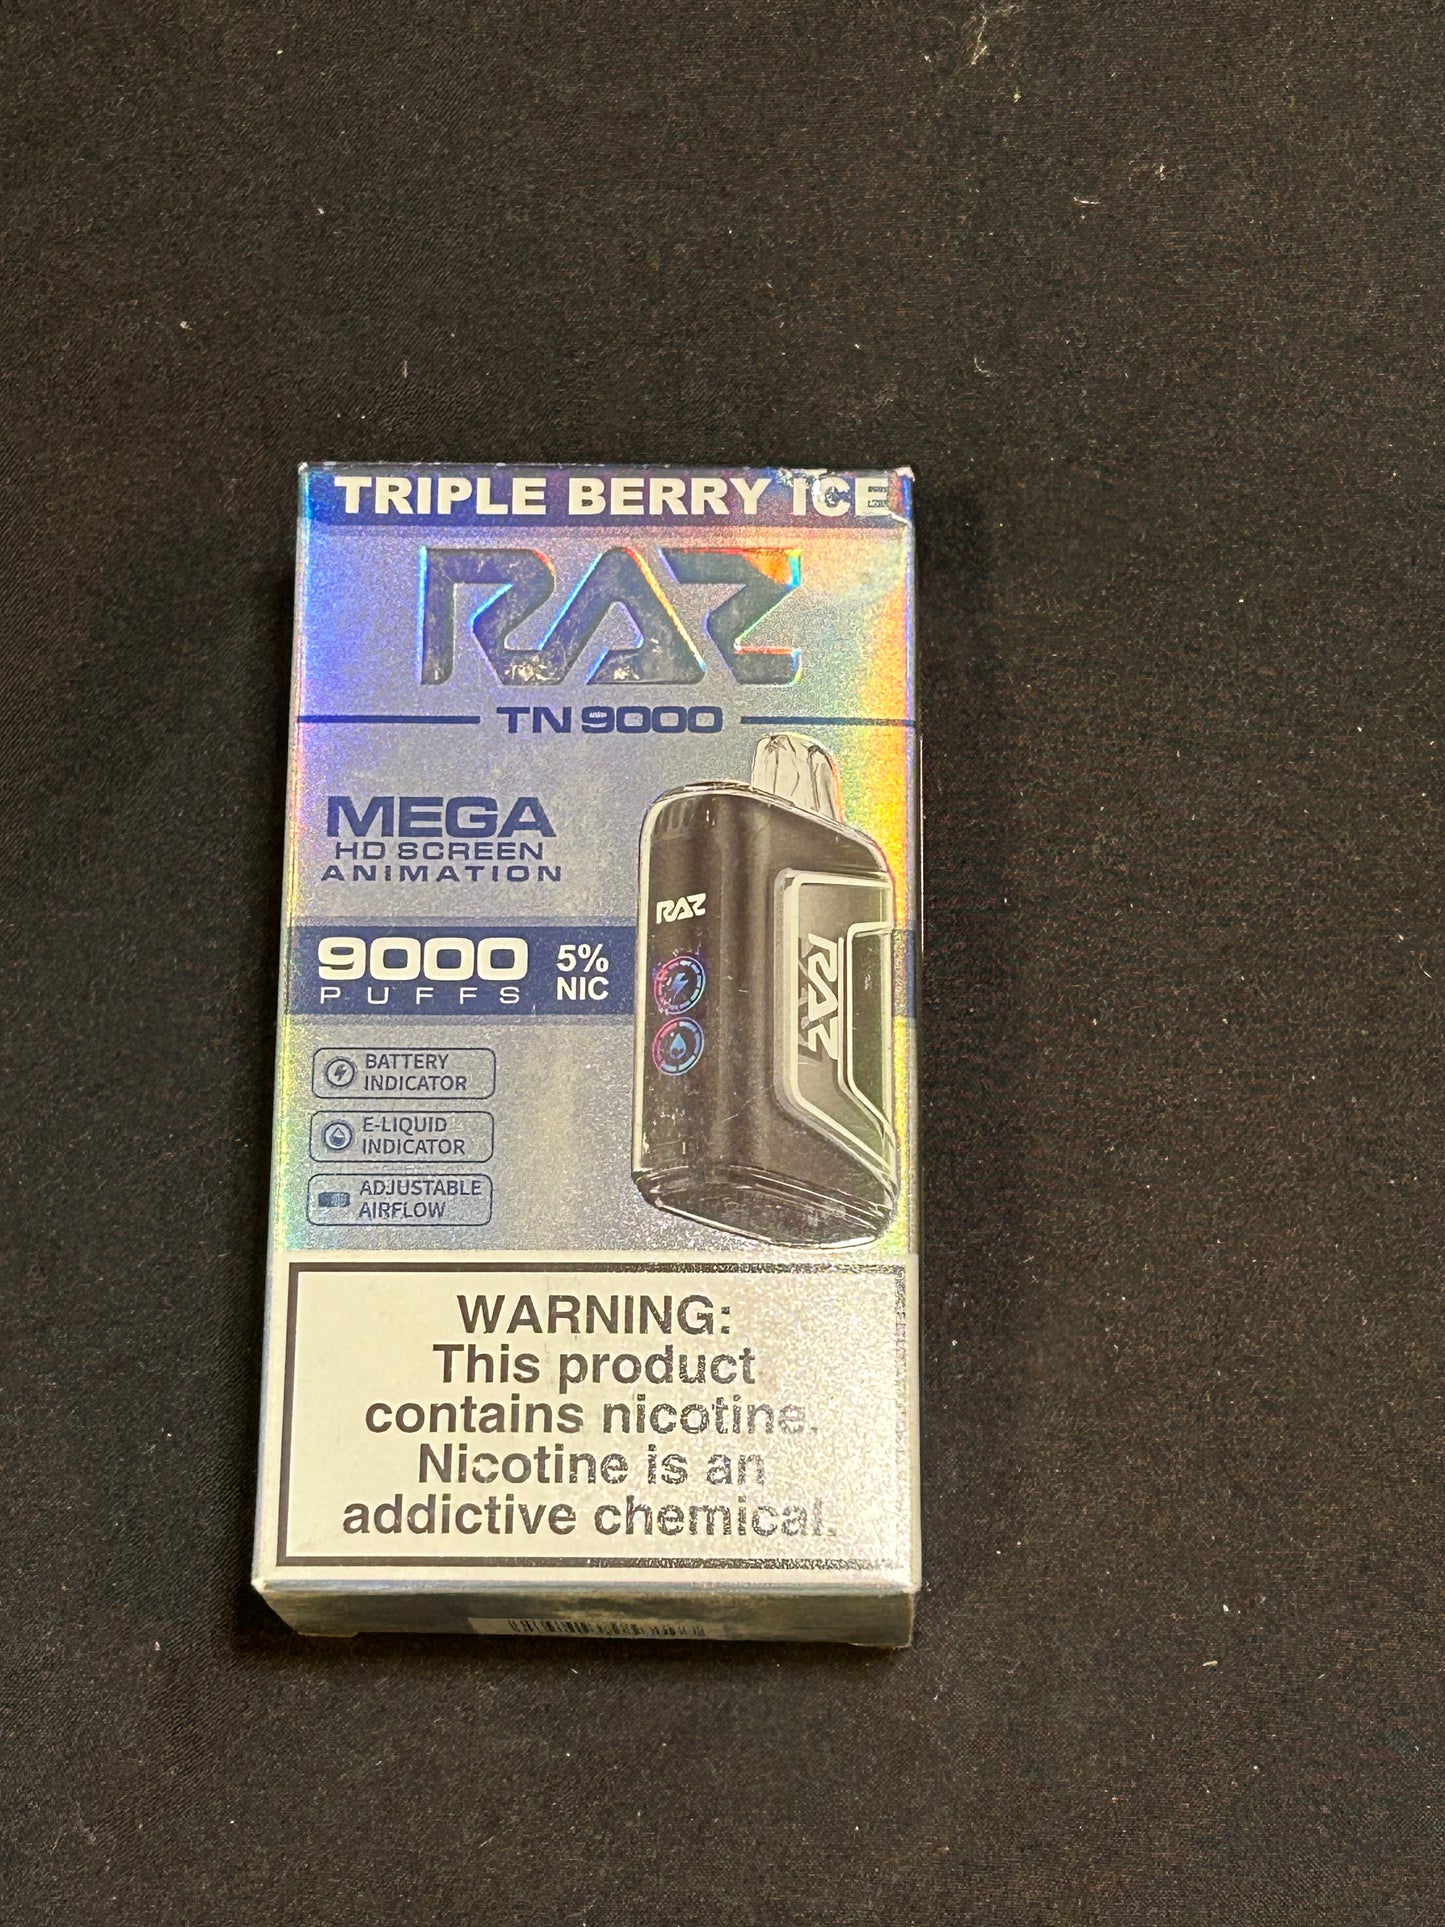 TRIPLE BERRY ICE
RAZ
TN 9000
MEGA
HD SCREEN
ANIMATION
9000
PUFFS
5%
NIC
RAZ
RAZ
BATTERY
INDICATOR
E-LIQUID
INDICATOR
ADJUSTABLE
AIRFLOW
WARNING:
This product
contains nicotine.
Nicotine is an
addictive chemical.